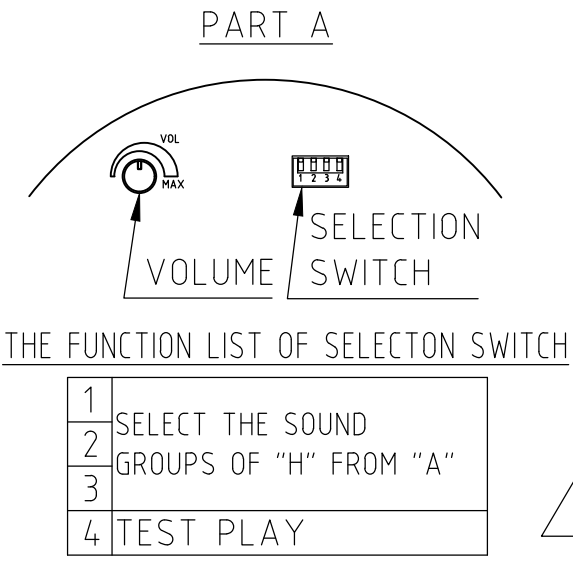 PART A
VOL
MAX
1 2 3 4
VOLUME
SELECTION
SWITCH
THE FUNCTION LIST OF SELECTON SWITCH
1
2
3
SELECT THE SOUND
GROUPS OF "H" FROM "A"
4 TEST PLAY